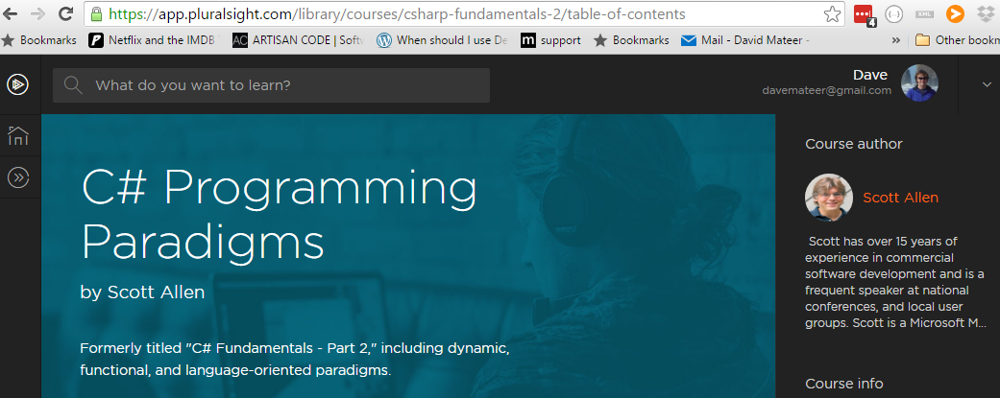 https://app.pluralsight.com/library/courses/csharp-fundamentals-2/table-of-contents
4
XML
Bookmarks
Netflix and the IMDB
AC ARTISAN CODE | Softw
When should I use De
m support
Bookmarks
Mail - David Mateer -
»
Other bookm
What do you want to learn?
Dave
davemateer@gmail.com
C# Programming
Paradigms
by Scott Allen
Formerly titled "C# Fundamentals - Part 2," including dynamic,
functional, and language-oriented paradigms.
Course author
Scott Allen
Scott has over 15 years of
experience in commercial
software development and is a
frequent speaker at national
conferences, and local user
groups. Scott is a Microsoft M...
Course info